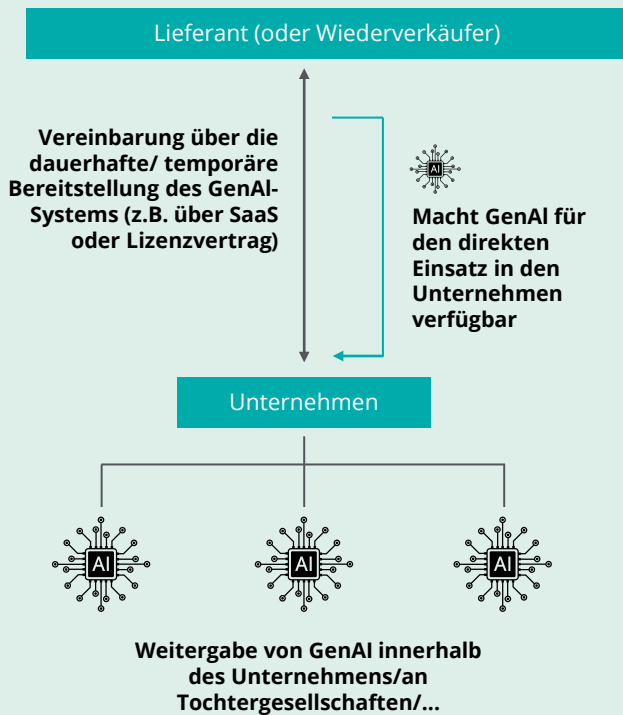 Lieferant (oder Wiederverkäufer)
Vereinbarung über die
dauerhafte/ temporäre
Bereitstellung des GenAI-
Systems (z.B. über SaaS
oder Lizenzvertrag)
AI
Macht GenAI für
den direkten
Einsatz in den
Unternehmen
verfügbar
Unternehmen
AI
AI
AI
Weitergabe von GenAI innerhalb
des Unternehmens/an
Tochtergesellschaften/...